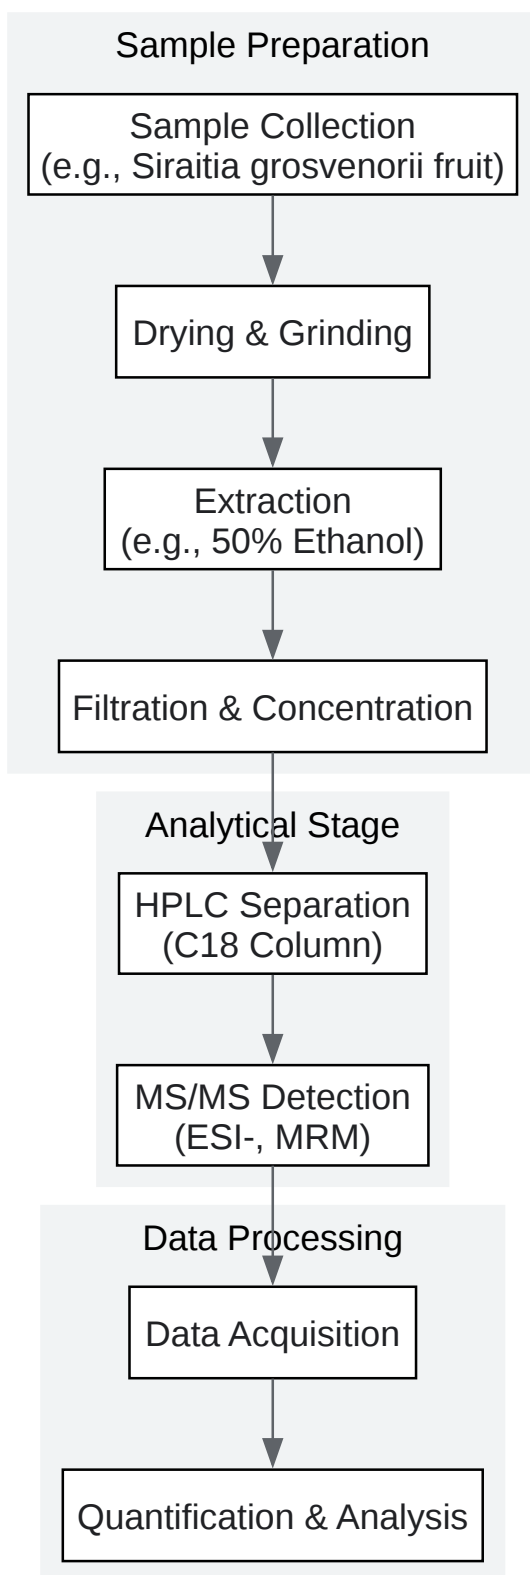 Sample Preparation
Sample Collection
(e.g., Siraitia grosvenorii fruit)
Drying & Grinding
Extraction
(e.g., 50% Ethanol)
Filtration & Concentration
Analytical Stage
HPLC Separation
(C18 Column)
MS/MS Detection
(ESI-, MRM)
Data Processing
Data Acquisition
Quantification & Analysis